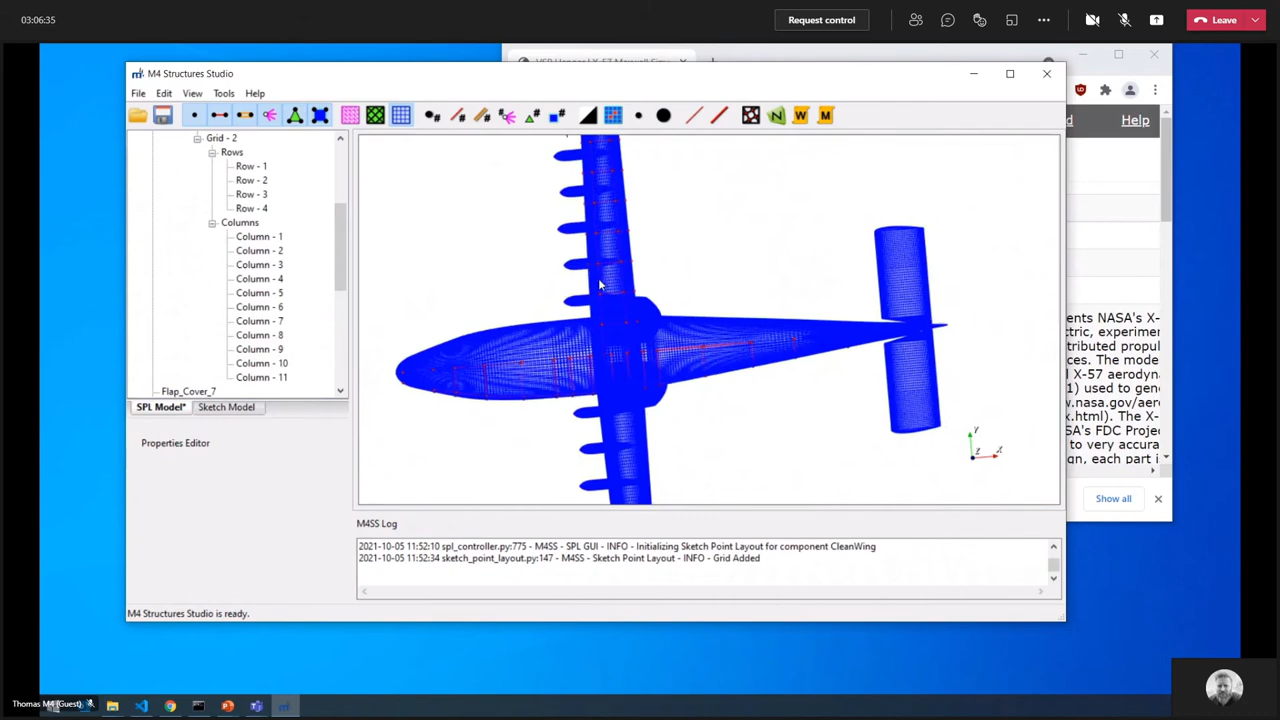 03:06:35
Request control
Leave
M4 Structures Studio
File Edit View Tools Help
Help
Grid - 2
Rows
Row - 1
Row - 2
Row - 3
Row - 4
Columns
Column - 1
Column - 2
Column - 3
Column - 4
Column - 5
Column - 6
Column - 7
Column - 8
Column - 9
Column - 10
Column - 11
Flap_Cover_7
SPL Model* Sketch Model
Properties Editor
Y
Z
X
ents NASA's X-
ctric, experimen
tributed propul
ces. The mode
X-57 aerodyna
1) used to gene
.nasa.gov/aero
x.html). The X-
SA's FDC Projec
to very accurat
gn, each part i
Show all
M4SS Log
2021-10-05 11:52:10 spl_controller.py:775 - M4SS - SPL GUI - INFO - Initializing Sketch Point Layout for component CleanWing
2021-10-05 11:52:34 sketch_point_layout.py:147 - M4SS - Sketch Point Layout - INFO - Grid Added
M4 Structures Studio is ready.
Thomas M4 (Guest)